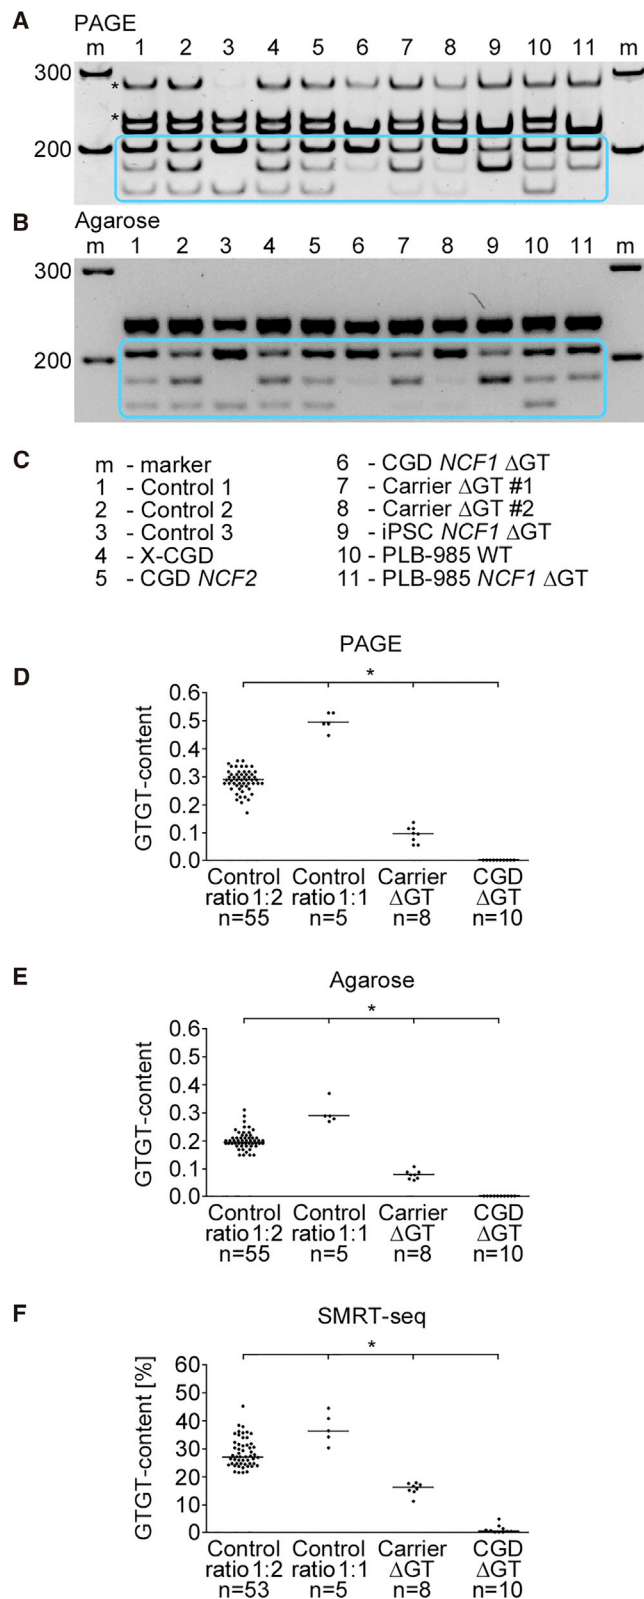 A
PAGE
m 1 2 3 4 5 6 7 8 9 10 11 m
300
*
*
200
B
Agarose
m 1 2 3 4 5 6 7 8 9 10 11 m
300
200
C
m - marker
1 - Control 1
2 - Control 2
3 - Control 3
4 - X-CGD
5 - CGD NCF2
6 - CGD NCF1 ΔGT
7 - Carrier ΔGT #1
8 - Carrier ΔGT #2
9 - iPSC NCF1 ΔGT
10 - PLB-985 WT
11 - PLB-985 NCF1 ΔGT
D
PAGE
*
GTGT-content
0.6
0.5
0.4
0.3
0.2
0.1
0.0
Control Control Carrier CGD
ratio 1:2 ratio 1:1 ΔGT ΔGT
n=55 n=5 n=8 n=10
E
Agarose
*
GTGT-content
0.6
0.5
0.4
0.3
0.2
0.1
0.0
Control Control Carrier CGD
ratio 1:2 ratio 1:1 ΔGT ΔGT
n=55 n=5 n=8 n=10
F
SMRT-seq
*
GTGT-content [%]
60
50
40
30
20
10
0
Control Control Carrier CGD
ratio 1:2 ratio 1:1 ΔGT ΔGT
n=53 n=5 n=8 n=10